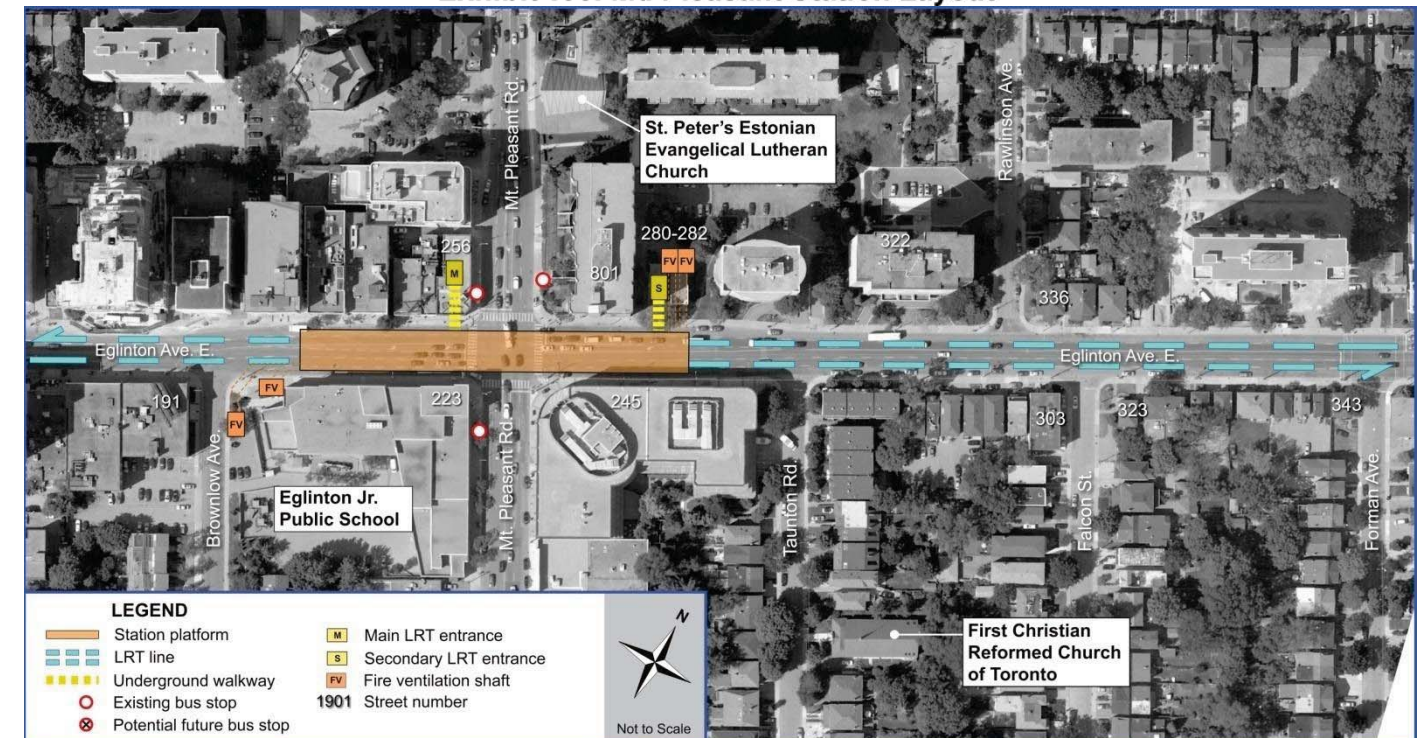 Mt. Pleasant Rd.
Rawlinson Ave.
St. Peter's Estonian
Evangelical Lutheran
Church
256
M
801
280-282
FV FV
S
322
336
Eglinton Ave. E.
Eglinton Ave. E.
191
FV
FV
223
245
303
323
343
Brownlow Ave.
Mt. Pleasant Rd.
Taunton Rd.
Falcon St.
Forman Ave.
Eglinton Jr.
Public School
First Christian
Reformed Church
of Toronto
LEGEND
Station platform
LRT line
Underground walkway
Existing bus stop
Potential future bus stop
M Main LRT entrance
S Secondary LRT entrance
FV Fire ventilation shaft
1901 Street number
N
Not to Scale